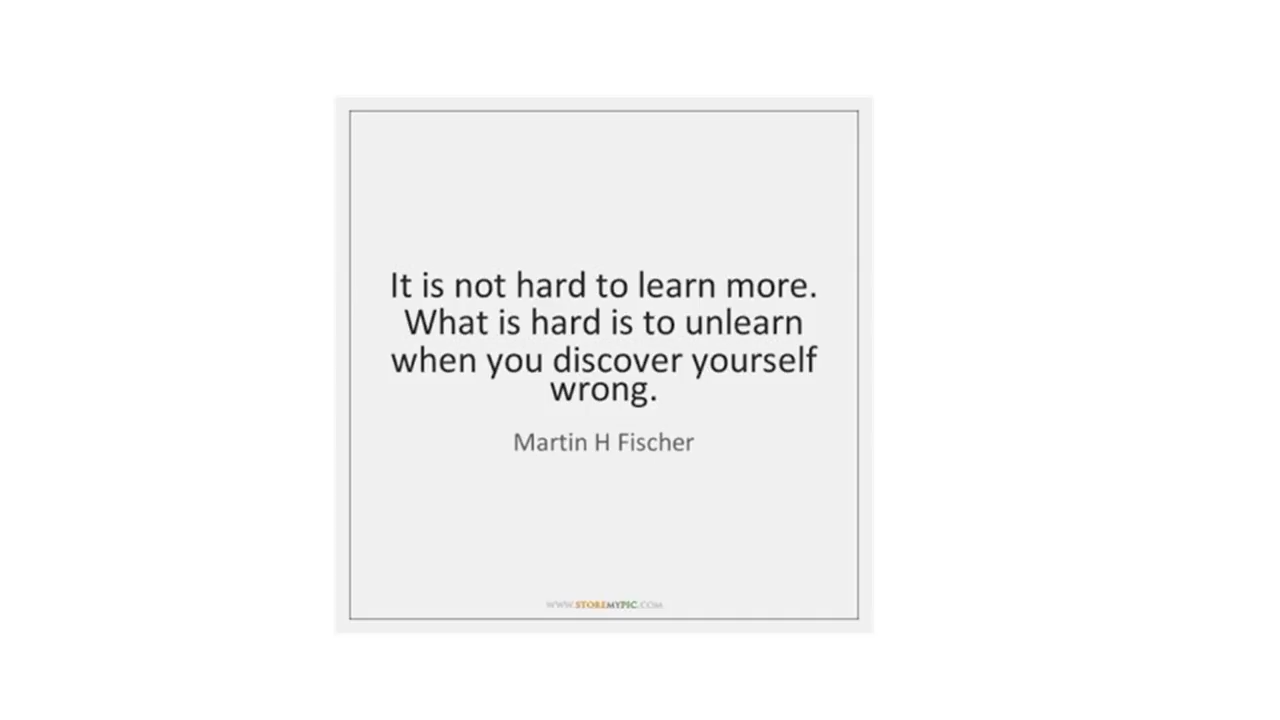 It is not hard to learn more.
What is hard is to unlearn
when you discover yourself
wrong.
Martin H Fischer
WWW.STOREMYPIC.COM